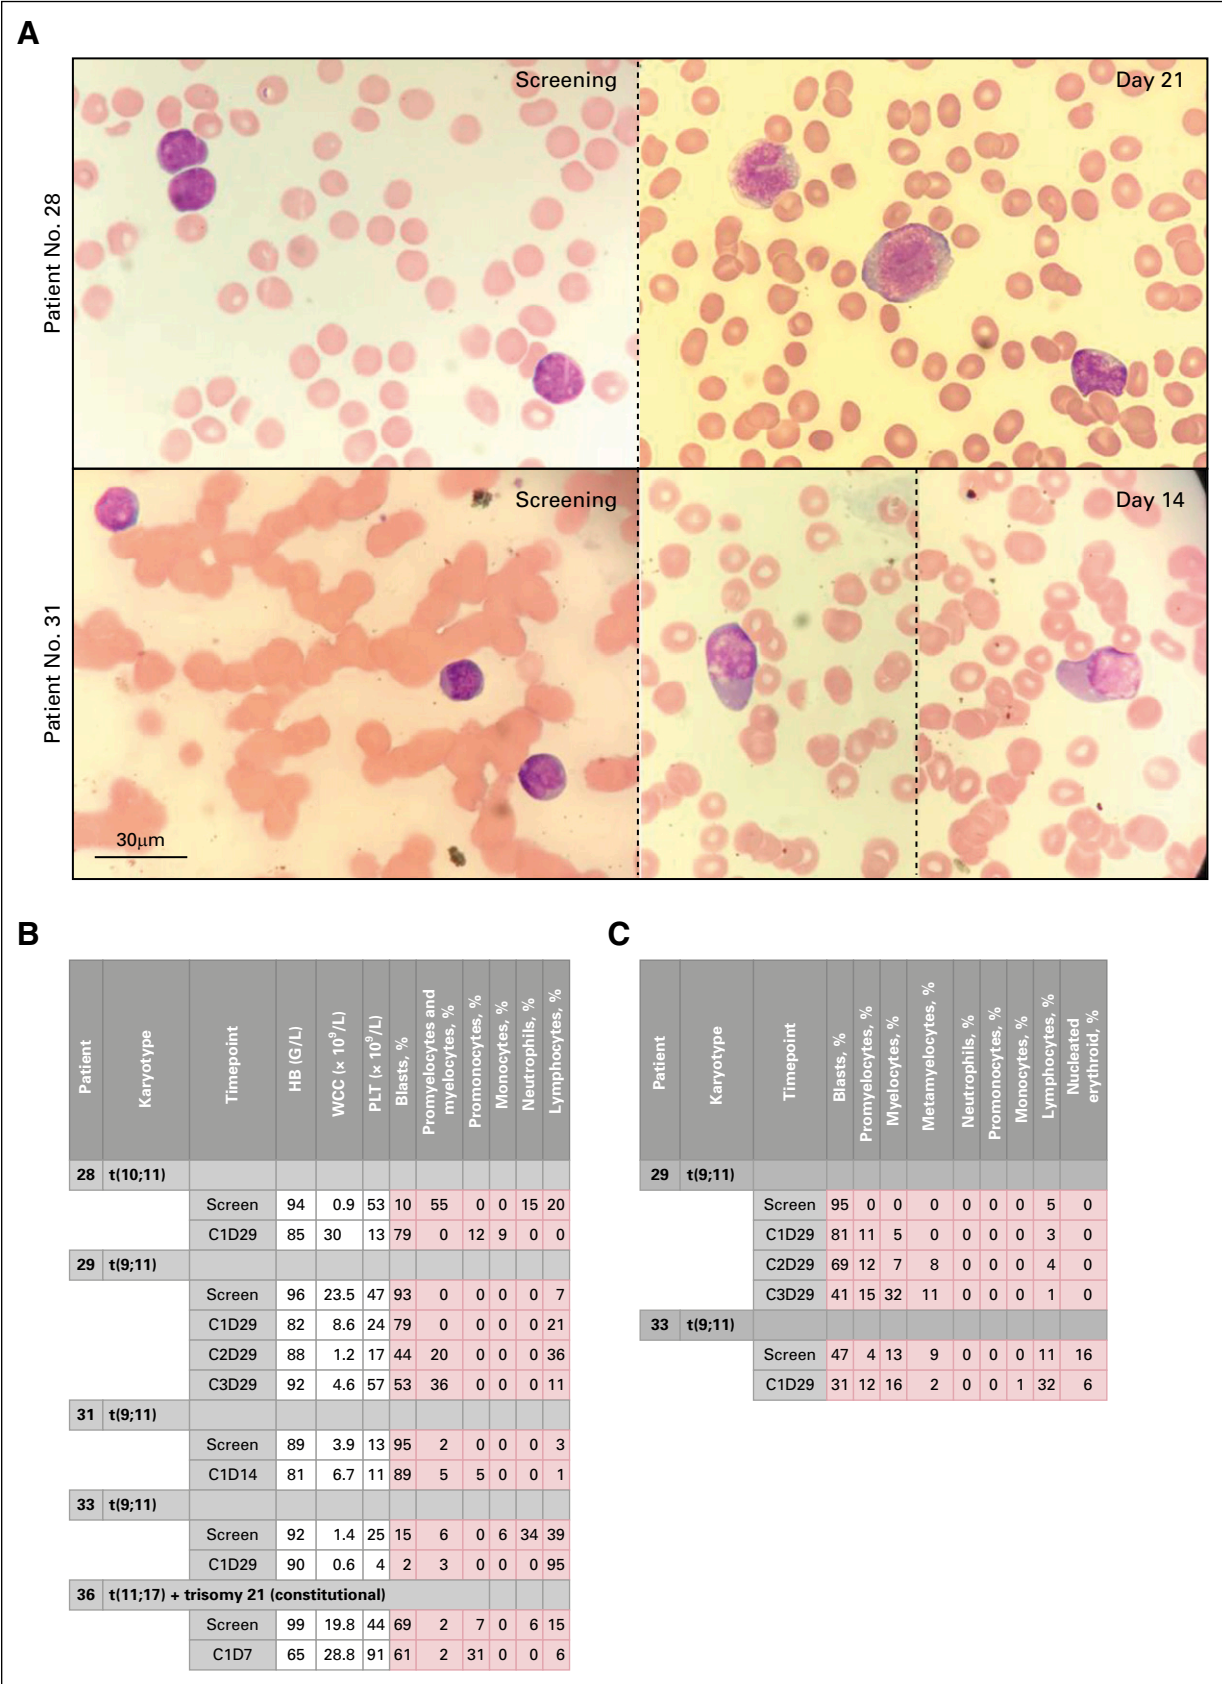 A
Screening
Day 21
Patient No. 28
Screening
Day 14
Patient No. 31
30μm
B
Patient Karyotype Timepoint HB (G/L) WCC (× 10⁹/L) PLT (× 10⁹/L) Blasts, % Promyelocytes and myelocytes, % Promonocytes, % Monocytes, % Neutrophils, % Lymphocytes, %
28 t(10;11)
Screen 94 0.9 53 10 55 0 0 15 20
C1D29 85 30 13 79 0 12 9 0 0
29 t(9;11)
Screen 96 23.5 47 93 0 0 0 0 7
C1D29 82 8.6 24 79 0 0 0 0 21
C2D29 88 1.2 17 44 20 0 0 0 36
C3D29 92 4.6 57 53 36 0 0 0 11
31 t(9;11)
Screen 89 3.9 13 95 2 0 0 0 3
C1D14 81 6.7 11 89 5 5 0 0 1
33 t(9;11)
Screen 92 1.4 25 15 6 0 6 34 39
C1D29 90 0.6 4 2 3 0 0 0 95
36 t(11;17) + trisomy 21 (constitutional)
Screen 99 19.8 44 69 2 7 0 6 15
C1D7 65 28.8 91 61 2 31 0 0 6
C
Patient Karyotype Timepoint Blasts, % Promyelocytes, % Myelocytes, % Metamyelocytes, % Neutrophils, % Promonocytes, % Monocytes, % Lymphocytes, % Nucleated erythroid, %
29 t(9;11)
Screen 95 0 0 0 0 0 0 5 0
C1D29 81 11 5 0 0 0 0 3 0
C2D29 69 12 7 8 0 0 0 4 0
C3D29 41 15 32 11 0 0 0 1 0
33 t(9;11)
Screen 47 4 13 9 0 0 0 11 16
C1D29 31 12 16 2 0 0 1 32 6